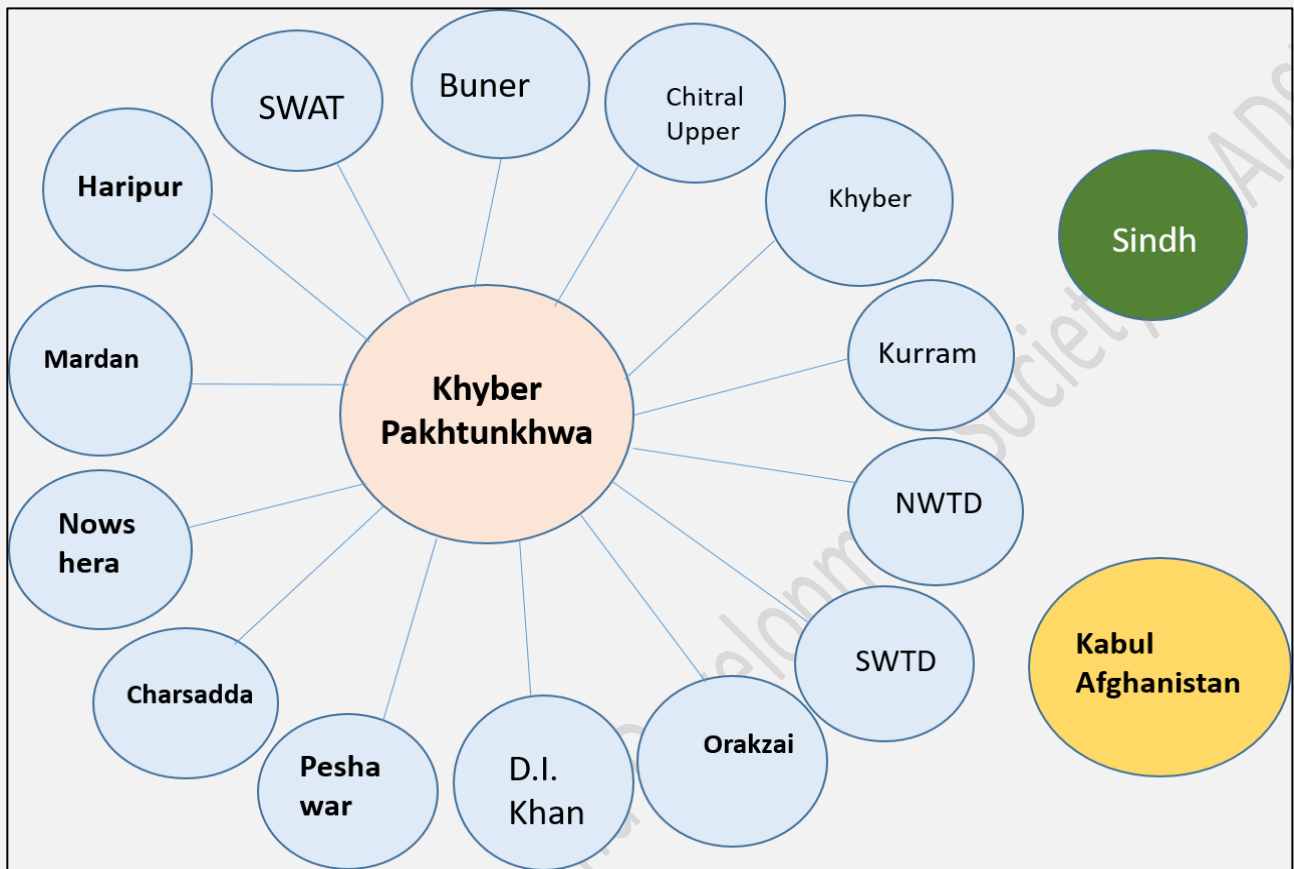 SWAT
Buner
Chitral
Upper
Haripur
Khyber
Sindh
Mardan
Khyber
Pakhtunkhwa
Kurram
NWTD
Nows
hera
SWTD
Kabul
Afghanistan
Charsadda
Pesha
war
D.I.
Khan
Orakzai
Society